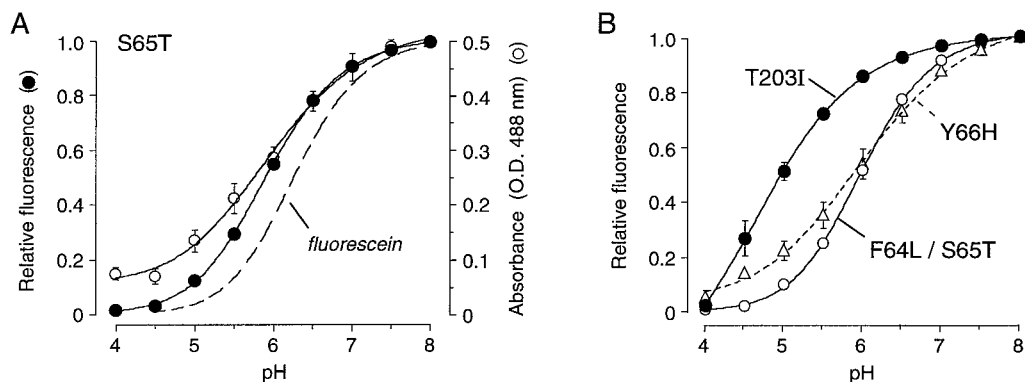 A
S65T
Relative fluorescence (●)
1.0
0.8
0.6
0.4
0.2
0
0.5
0.4
0.3
0.2
0.1
0
Absorbance (O.D. 488 nm) (○)
fluorescein
4 5 6 7 8
pH
B
Relative fluorescence
1.0
0.8
0.6
0.4
0.2
0
T203I
Y66H
F64L / S65T
4 5 6 7 8
pH